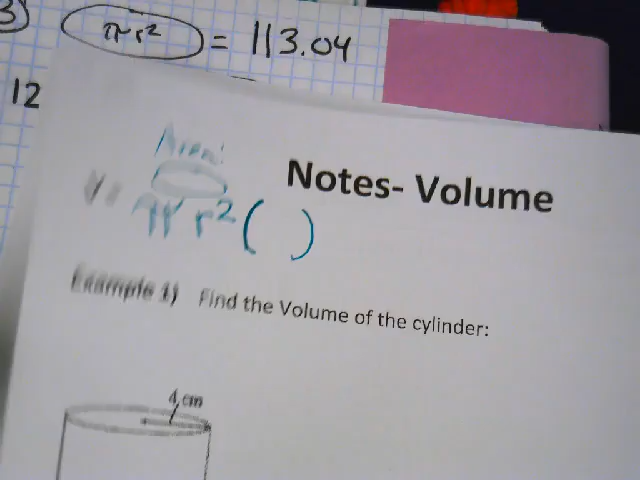 3)
πr² = 113.04
12
Area:
V=
πr²( )
Notes- Volume
Example 1) Find the Volume of the cylinder:
4 cm